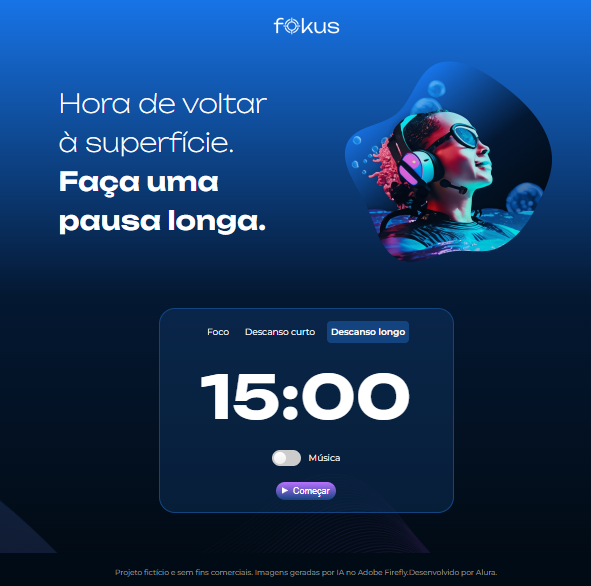 fokus
Hora de voltar
à superfície.
Faça uma
pausa longa.
Foco Descanso curto Descanso longo
15:00
Música
Começar
Projeto fictício e sem fins comerciais. Imagens geradas por IA no Adobe Firefly.Desenvolvido por Alura.